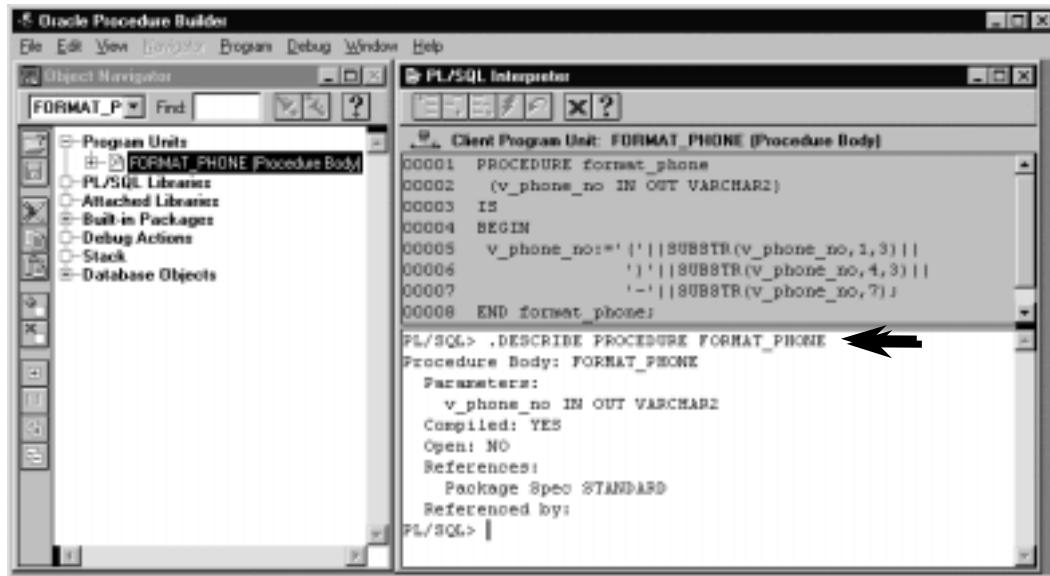 Oracle Procedure Builder
File Edit View Navigator Program Debug Window Help
Object Navigator
FORMAT_P Find:
Program Units
FORMAT_PHONE (Procedure Body)
PL/SQL Libraries
Attached Libraries
Built-in Packages
Debug Actions
Stack
Database Objects
PL/SQL Interpreter
Client Program Unit: FORMAT_PHONE (Procedure Body)
00001 PROCEDURE format_phone
00002 (v_phone_no IN OUT VARCHAR2)
00003 IS
00004 BEGIN
00005 v_phone_no:='('||SUBSTR(v_phone_no,1,3)||
00006 ')'||SUBSTR(v_phone_no,4,3)||
00007 '-'||SUBSTR(v_phone_no,7);
00008 END format_phone;
PL/SQL> .DESCRIBE PROCEDURE FORMAT_PHONE
Procedure Body: FORMAT_PHONE
Parameters:
v_phone_no IN OUT VARCHAR2
Compiled: YES
Open: NO
References:
Package Spec STANDARD
Referenced by:
PL/SQL>